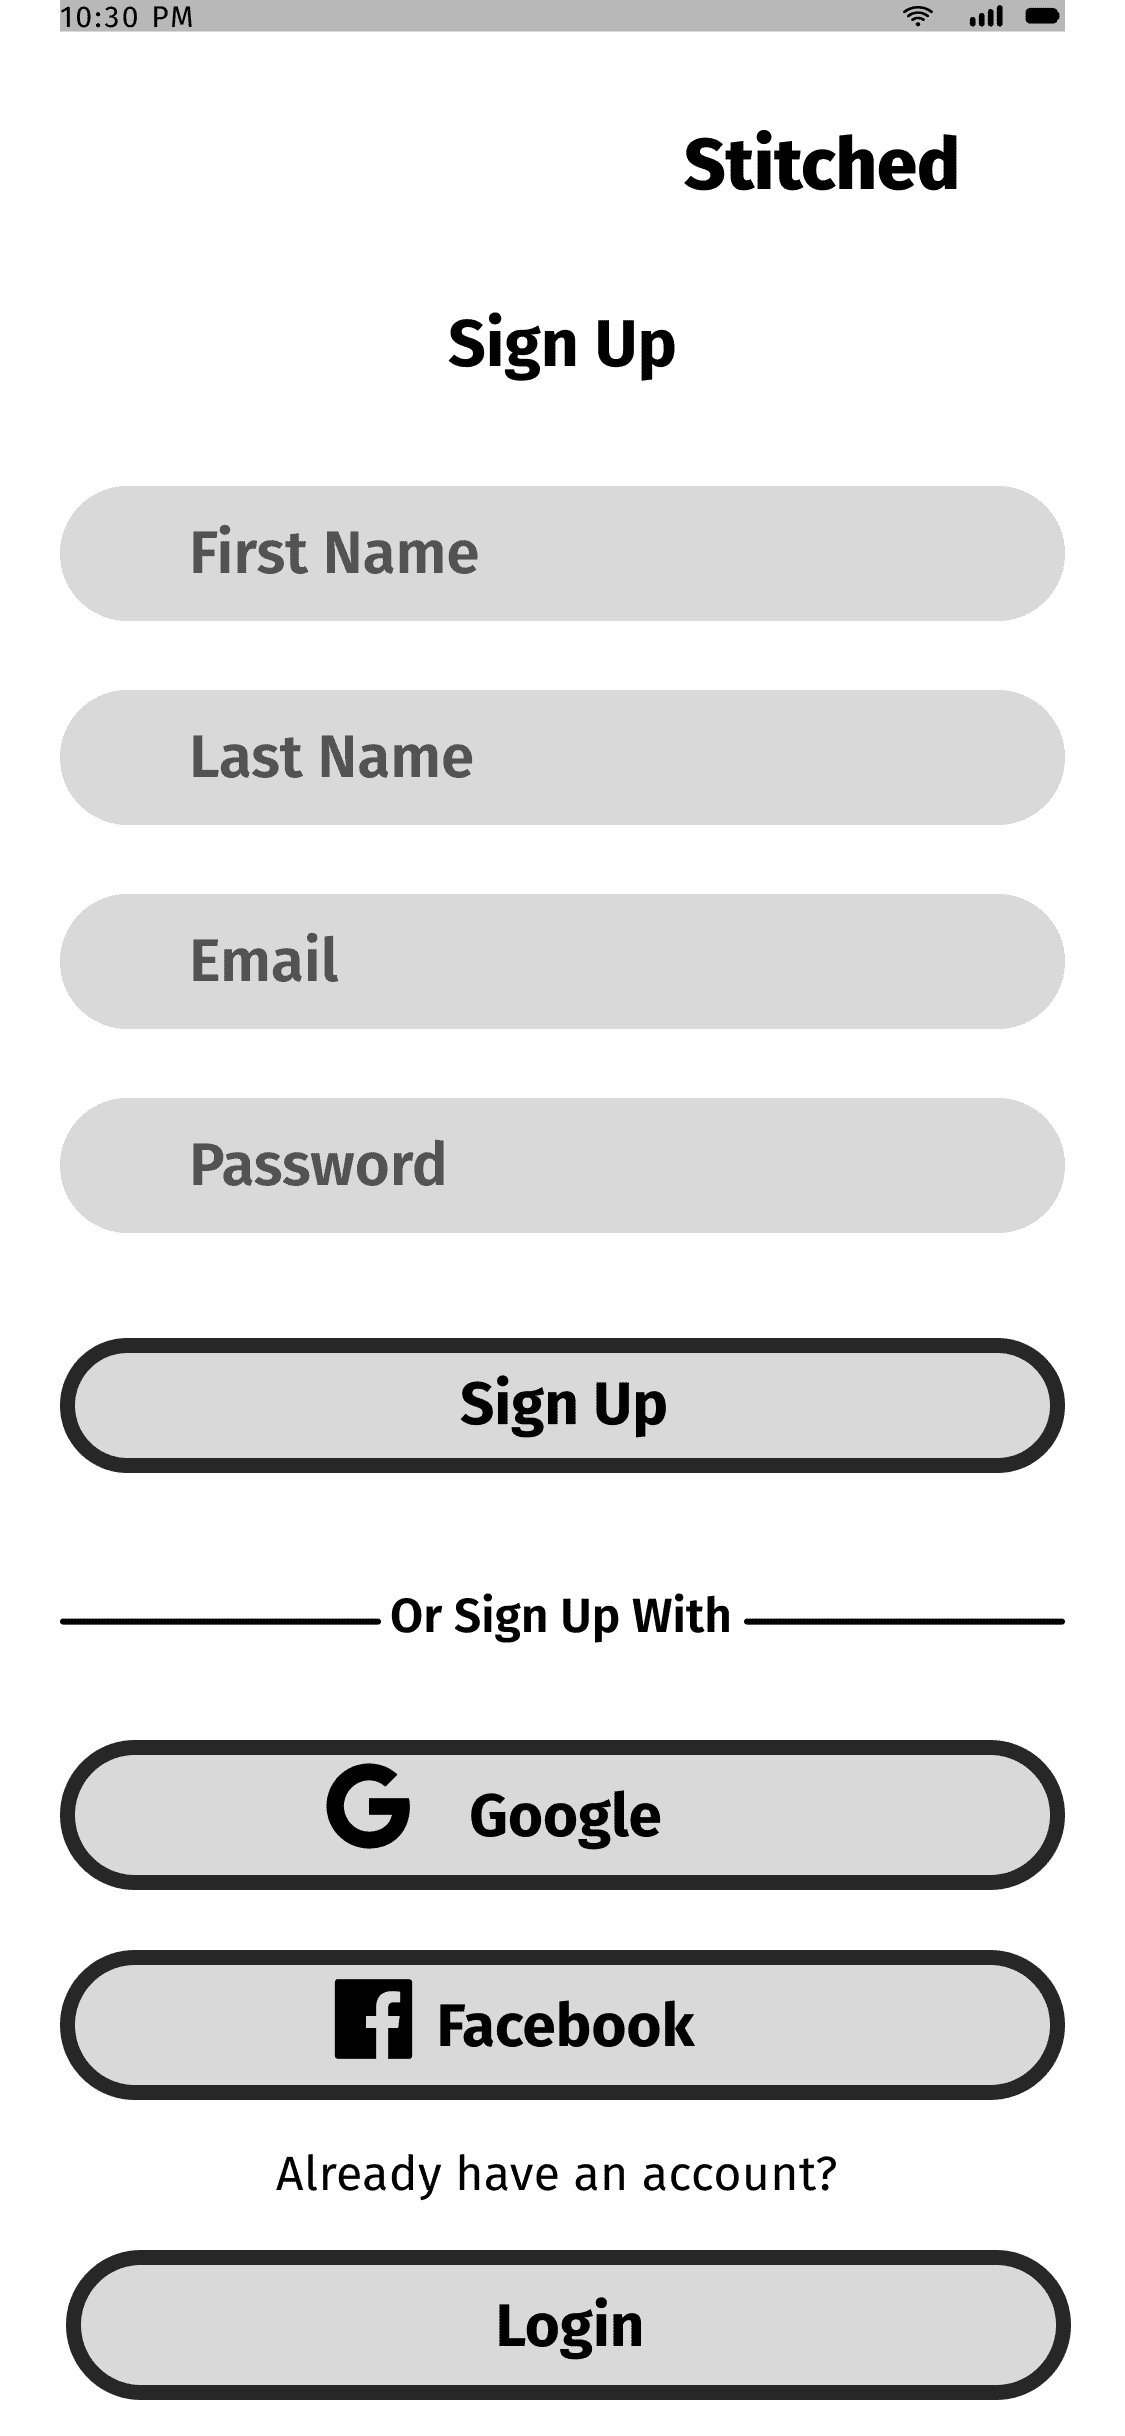 10:30 PM
Stitched
Sign Up
First Name
Last Name
Email
Password
Sign Up
Or Sign Up With
Google
Facebook
Already have an account?
Login